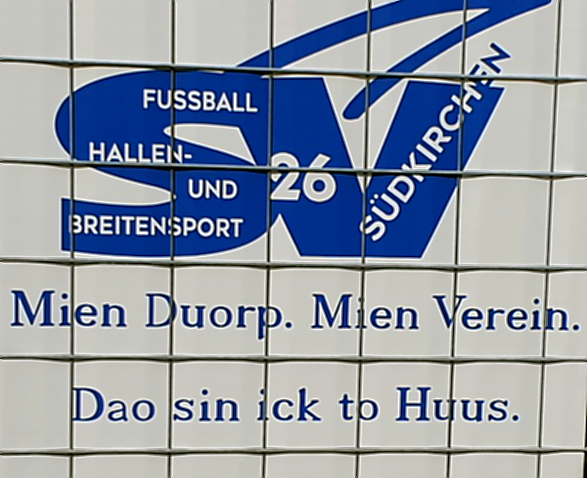 SV
FUSSBALL
HALLEN-
UND
BREITENSPORT
26
SÜDKIRCHEN
Mien Duorp. Mien Verein.
Dao sin ick to Huus.